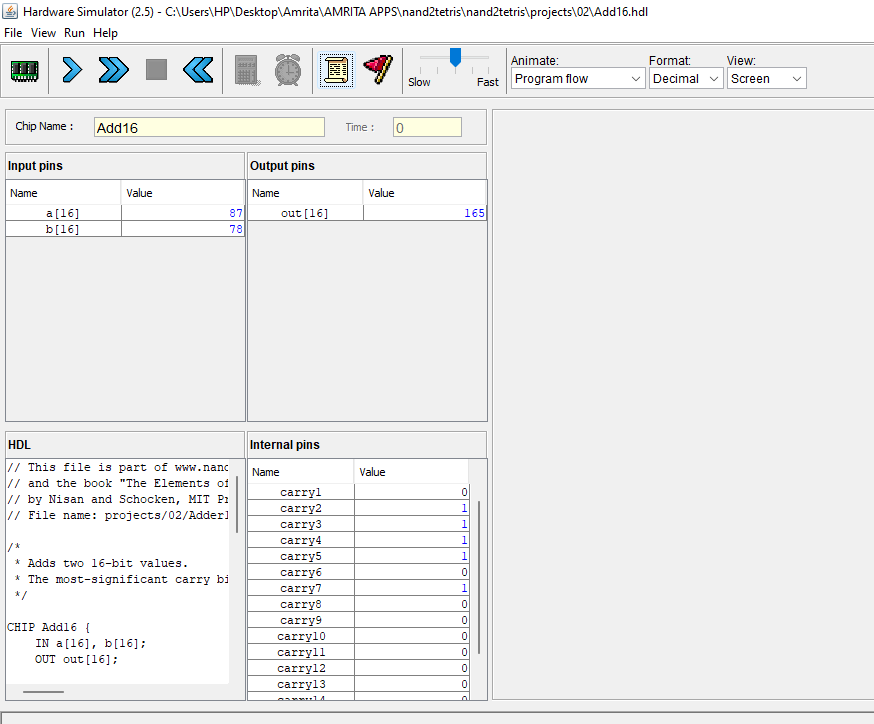 Hardware Simulator (2.5) - C:\Users\HP\Desktop\Amrita\AMRITA APPS\nand2tetris\nand2tetris\projects\02\Add16.hdl
File View Run Help
Slow Fast
Animate: Format: View:
Program flow Decimal Screen
Chip Name : Add16 Time : 0
Input pins
Name Value
a[16] 87
b[16] 78
Output pins
Name Value
out[16] 165
HDL
// This file is part of www.nand
// and the book "The Elements of
// by Nisan and Schocken, MIT Pr
// File name: projects/02/Adder1
/*
* Adds two 16-bit values.
* The most-significant carry bi
*/
CHIP Add16 {
IN a[16], b[16];
OUT out[16];
Internal pins
Name Value
carry1 0
carry2 1
carry3 1
carry4 1
carry5 1
carry6 0
carry7 1
carry8 0
carry9 0
carry10 0
carry11 0
carry12 0
carry13 0
carry14 0